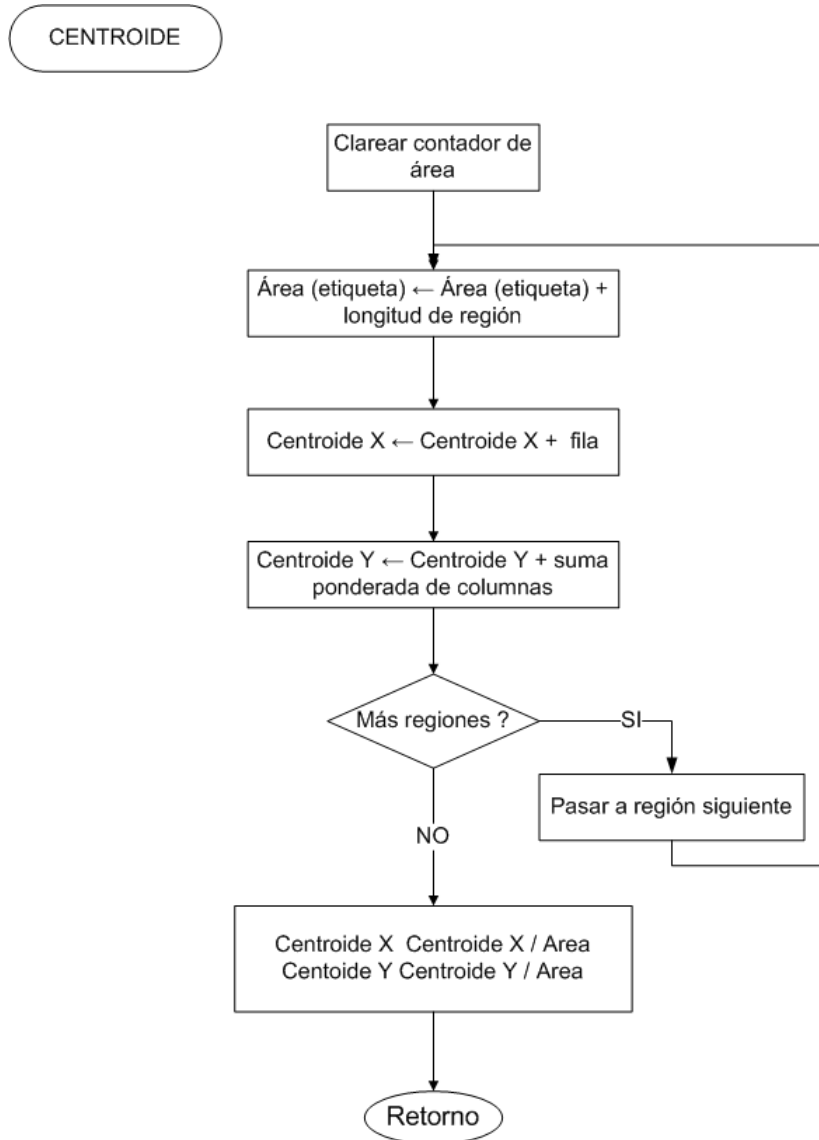 CENTROIDE
Clarear contador de
área
Área (etiqueta) ← Área (etiqueta) +
longitud de región
Centroide X ← Centroide X + fila
Centroide Y ← Centroide Y + suma
ponderada de columnas
Más regiones ?
SI
Pasar a región siguiente
NO
Centroide X Centroide X / Area
Centoide Y Centroide Y / Area
Retorno